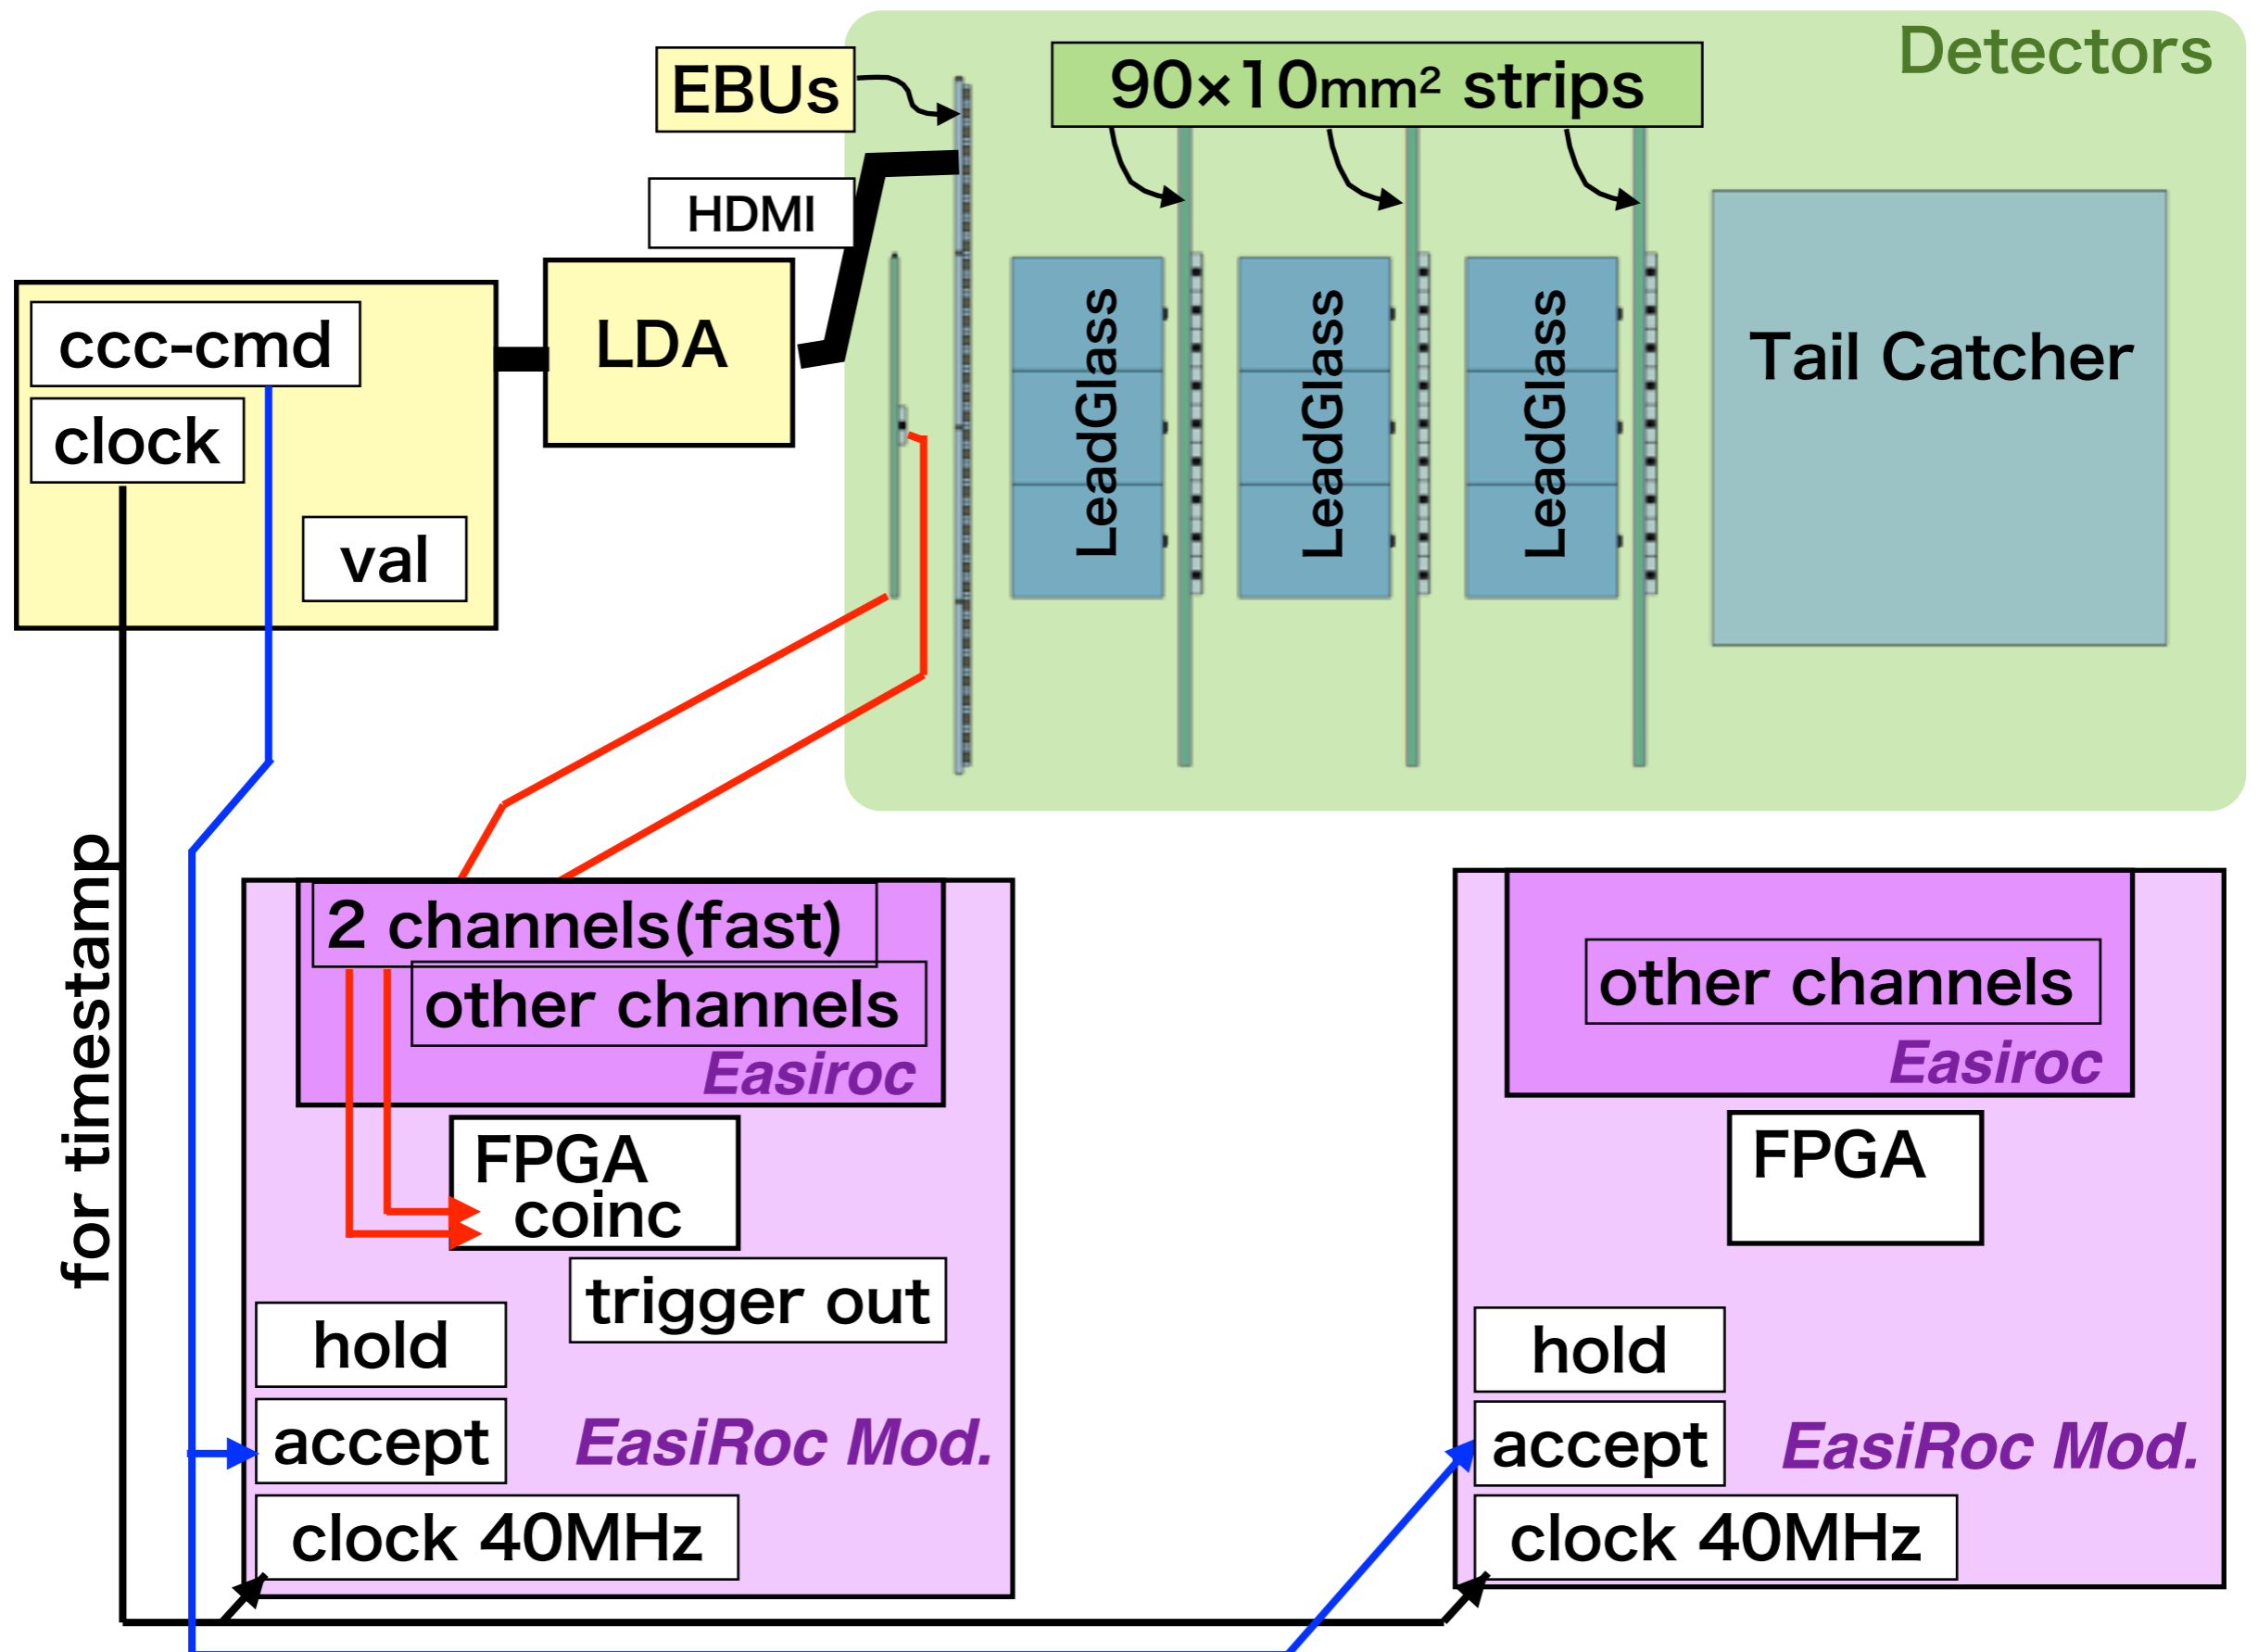 Detectors
EBUs
90×10mm² strips
HDMI
ccc-cmd
LDA
clock
val
LeadGlass
LeadGlass
LeadGlass
Tail Catcher
for timestamp
2 channels(fast)
other channels
Easiroc
FPGA
coinc
trigger out
hold
accept
EasiRoc Mod.
clock 40MHz
other channels
Easiroc
FPGA
hold
accept
EasiRoc Mod.
clock 40MHz